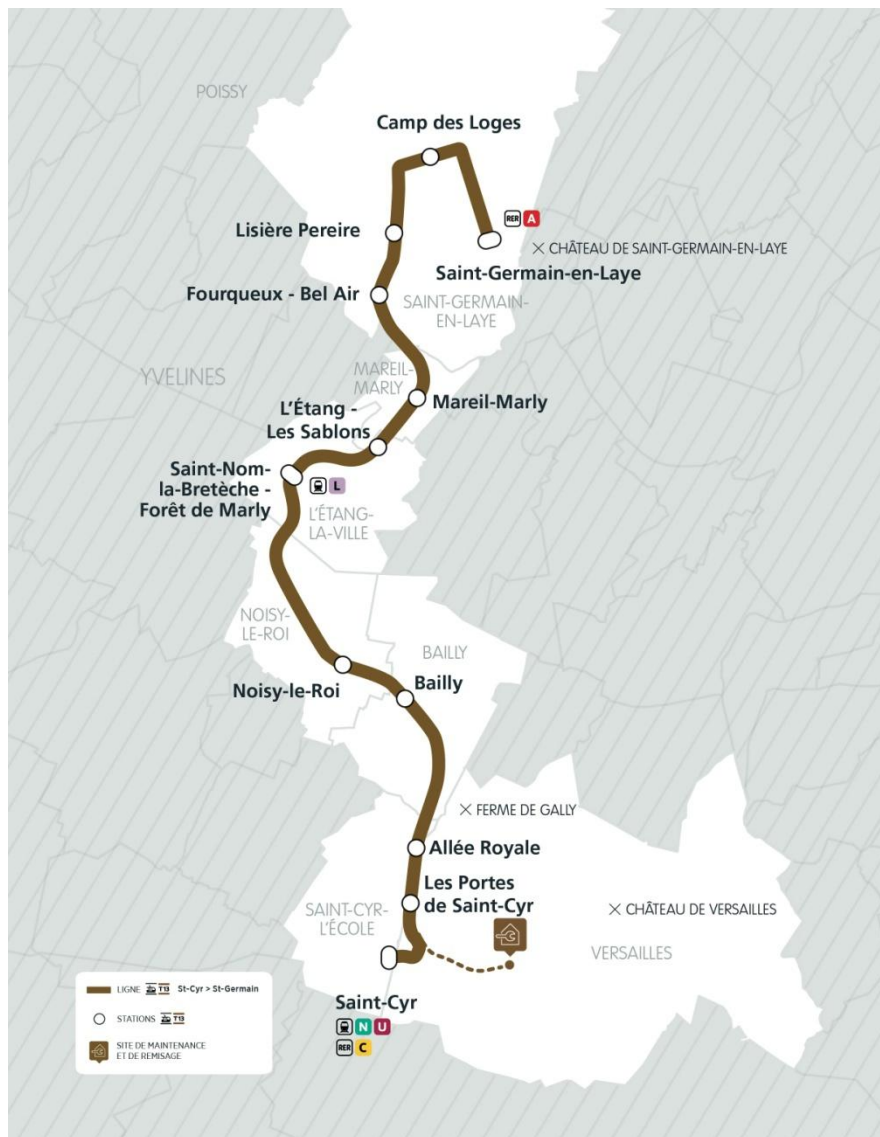 POISSY
Camp des Loges
RER A
Lisière Pereire
× CHÂTEAU DE SAINT-GERMAIN-EN-LAYE
Saint-Germain-en-Laye
Fourqueux - Bel Air
SAINT-GERMAIN-
EN-LAYE
YVELINES
MAREIL-
MARLY
Mareil-Marly
L'Étang -
Les Sablons
Saint-Nom-
la-Bretèche -
Forêt de Marly
L
L'ÉTANG-
LA-VILLE
NOISY-
LE-ROI
BAILLY
Noisy-le-Roi
Bailly
× FERME DE GALLY
Allée Royale
Les Portes
de Saint-Cyr
SAINT-CYR-
L'ÉCOLE
× CHÂTEAU DE VERSAILLES
VERSAILLES
Saint-Cyr
N U
RER C
LIGNE T13 St-Cyr > St-Germain
STATIONS T13
SITE DE MAINTENANCE
ET DE REMISAGE